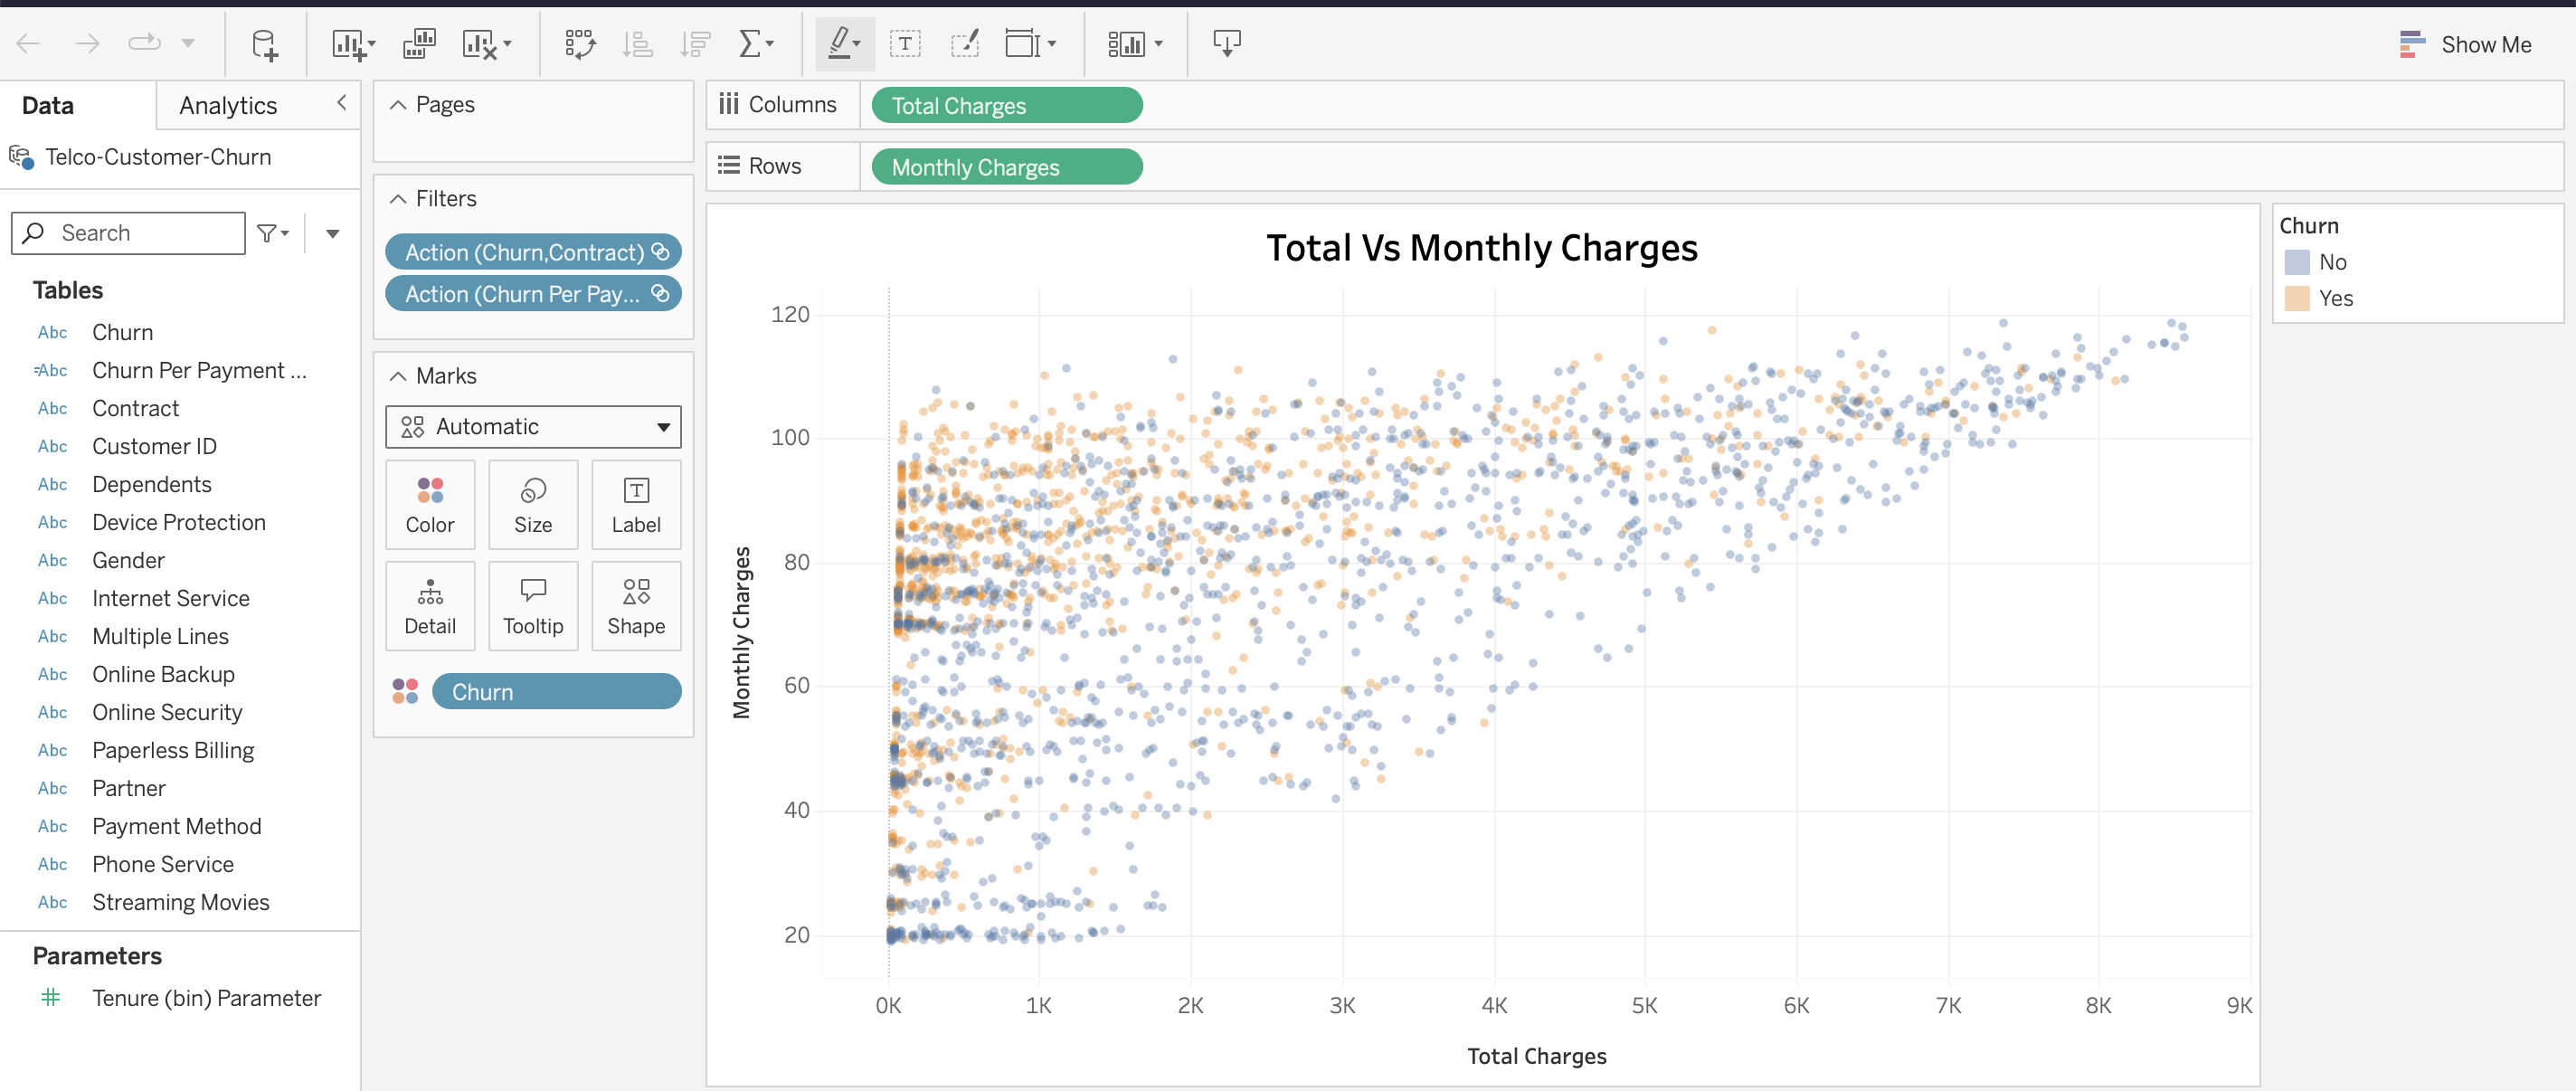 Show Me
Data
Analytics
Telco-Customer-Churn
Search
Tables
Abc Churn
=Abc Churn Per Payment ...
Abc Contract
Abc Customer ID
Abc Dependents
Abc Device Protection
Abc Gender
Abc Internet Service
Abc Multiple Lines
Abc Online Backup
Abc Online Security
Abc Paperless Billing
Abc Partner
Abc Payment Method
Abc Phone Service
Abc Streaming Movies
Parameters
# Tenure (bin) Parameter
Pages
Filters
Action (Churn,Contract)
Action (Churn Per Pay...
Marks
Automatic
Color
Size
T
Label
Detail
Tooltip
Shape
Churn
Columns
Total Charges
Rows
Monthly Charges
Total Vs Monthly Charges
Monthly Charges
120
100
80
60
40
20
0K 1K 2K 3K 4K 5K 6K 7K 8K 9K
Total Charges
Churn
No
Yes